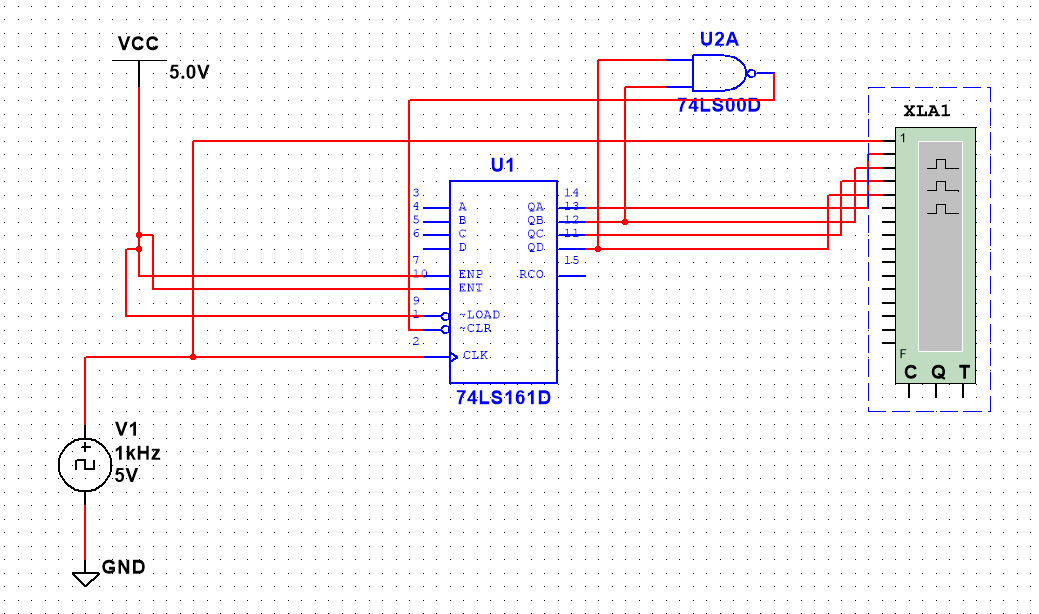 VCC
5.0V
U2A
74LS00D
XLA1
1
U1
3
4
5
6
7
10
9
1
2
A
B
C
D
ENP
ENT
~LOAD
~CLR
CLK
QA
QB
QC
QD
RCO
14
13
12
11
15
74LS161D
F
C Q T
V1
1kHz
5V
GND